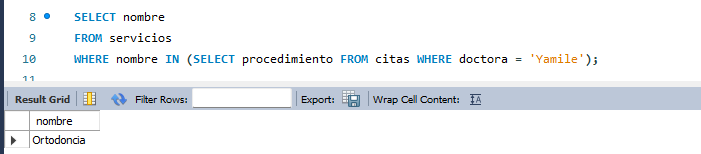 8 SELECT nombre
9 FROM servicios
10 WHERE nombre IN (SELECT procedimiento FROM citas WHERE doctora = 'Yamile');
11
Result Grid Filter Rows: Export: Wrap Cell Content: IA
nombre
Ortodoncia